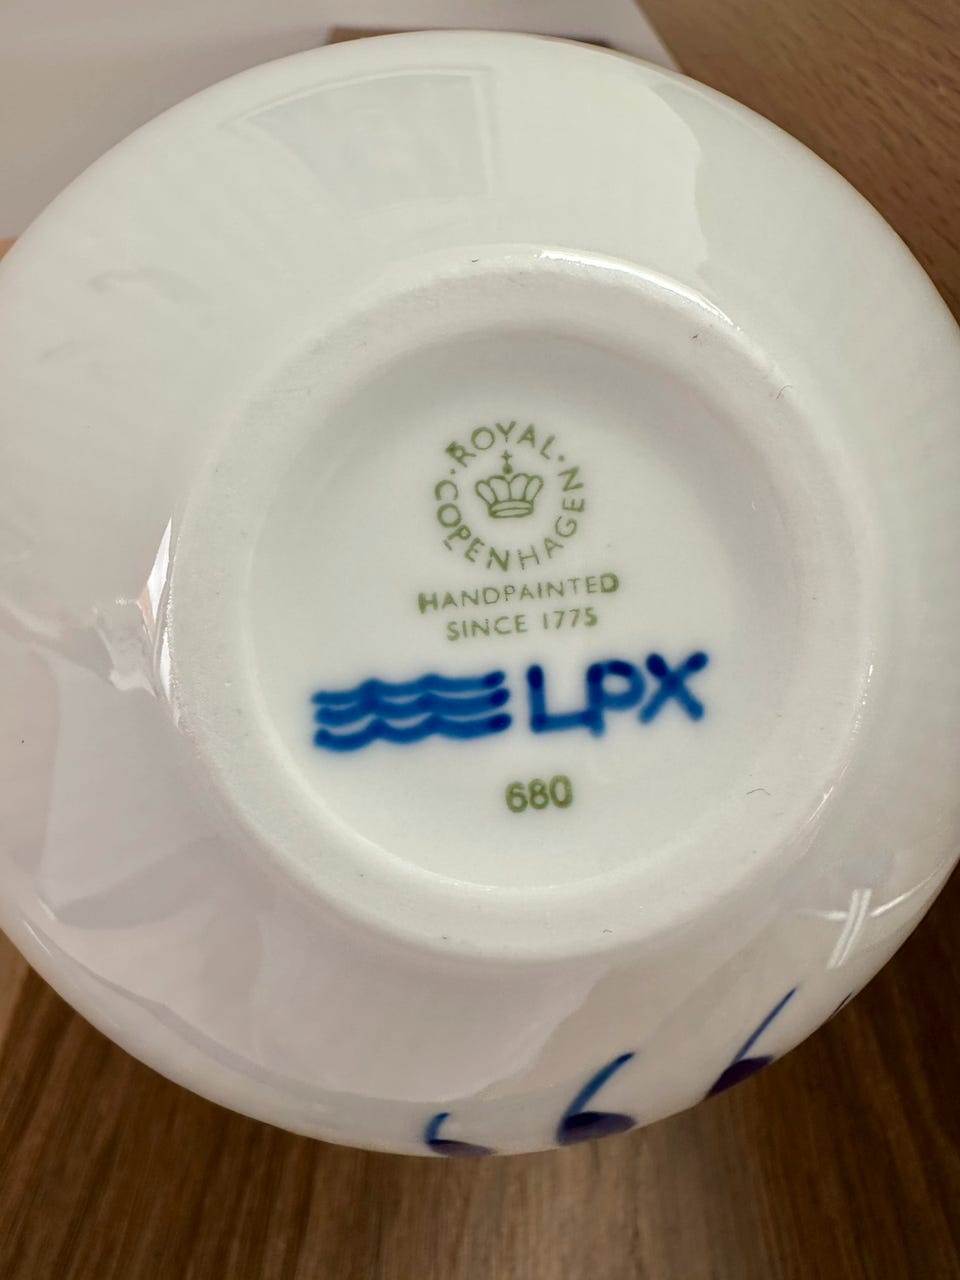 ROYAL COPENHAGEN
HANDPAINTED
SINCE 1775
LPX
680